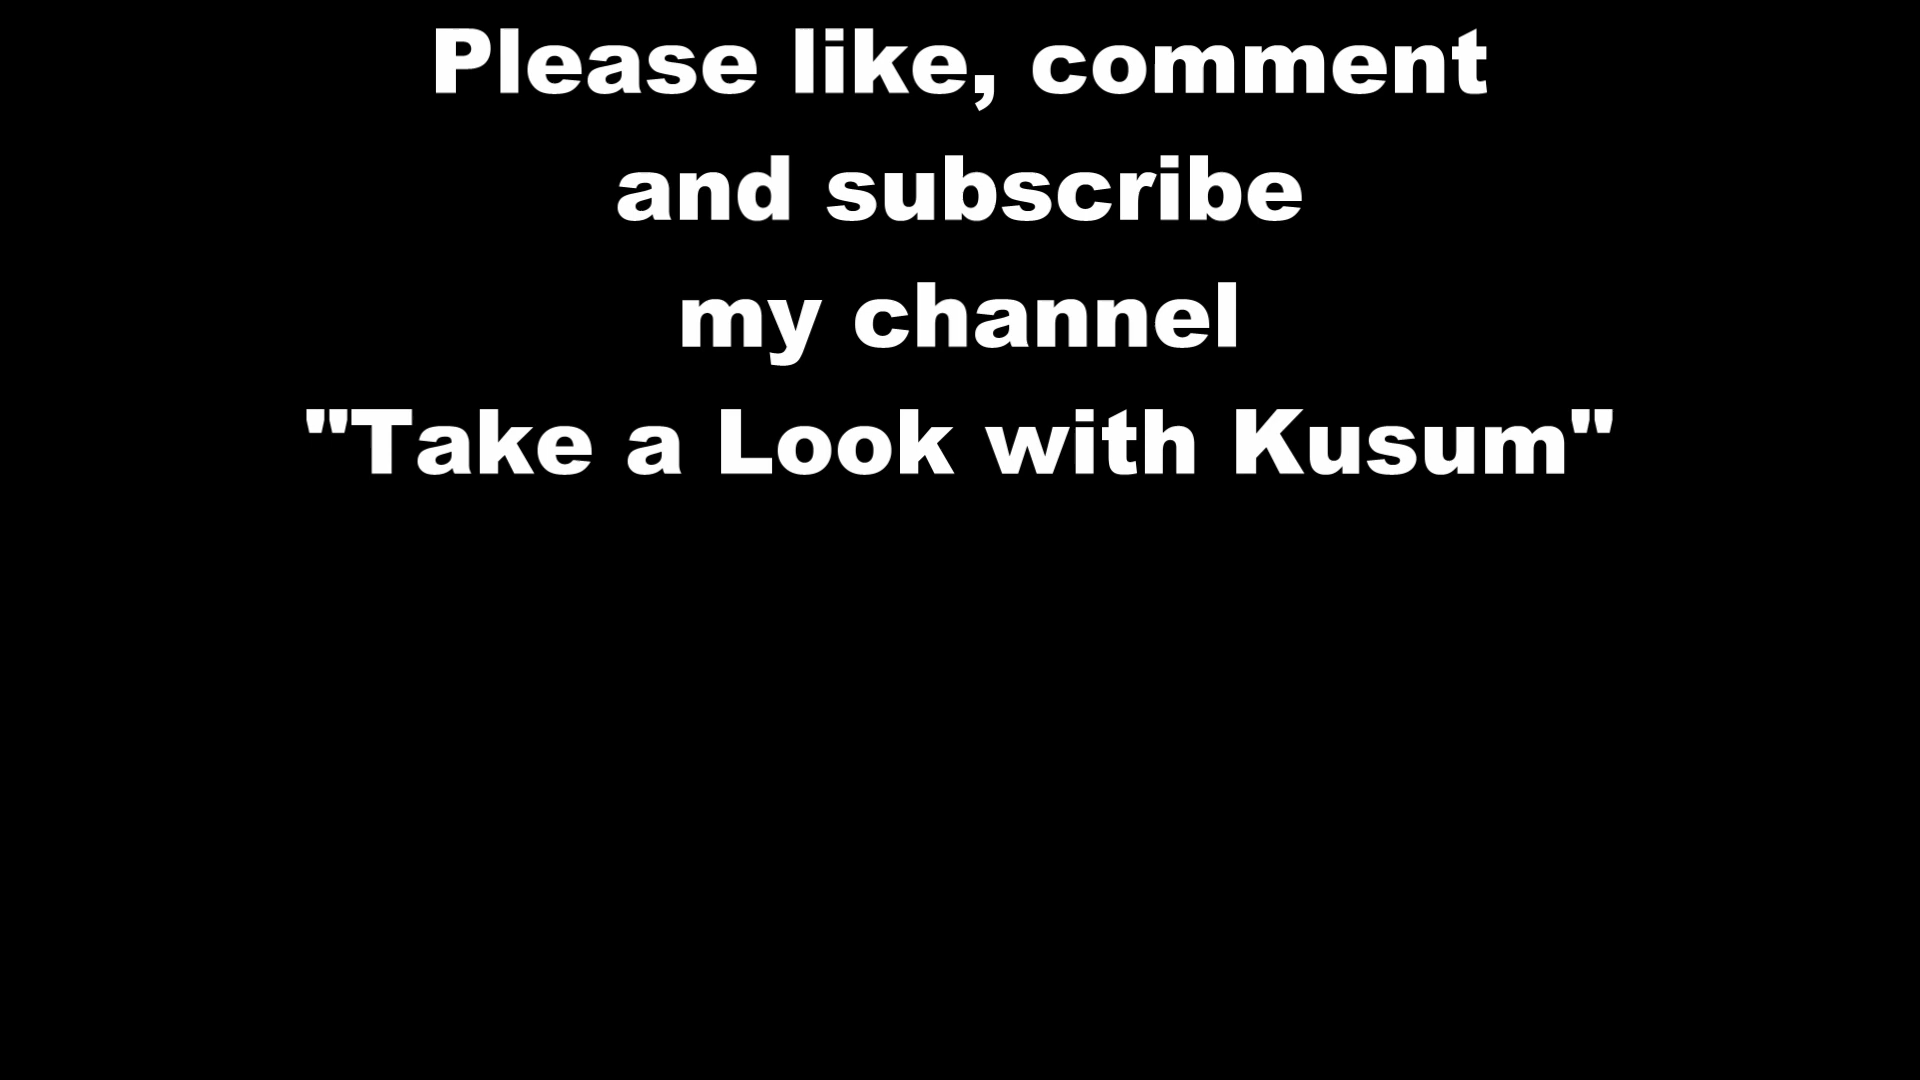 Please like, comment
and subscribe
my channel
"Take a Look with Kusum"